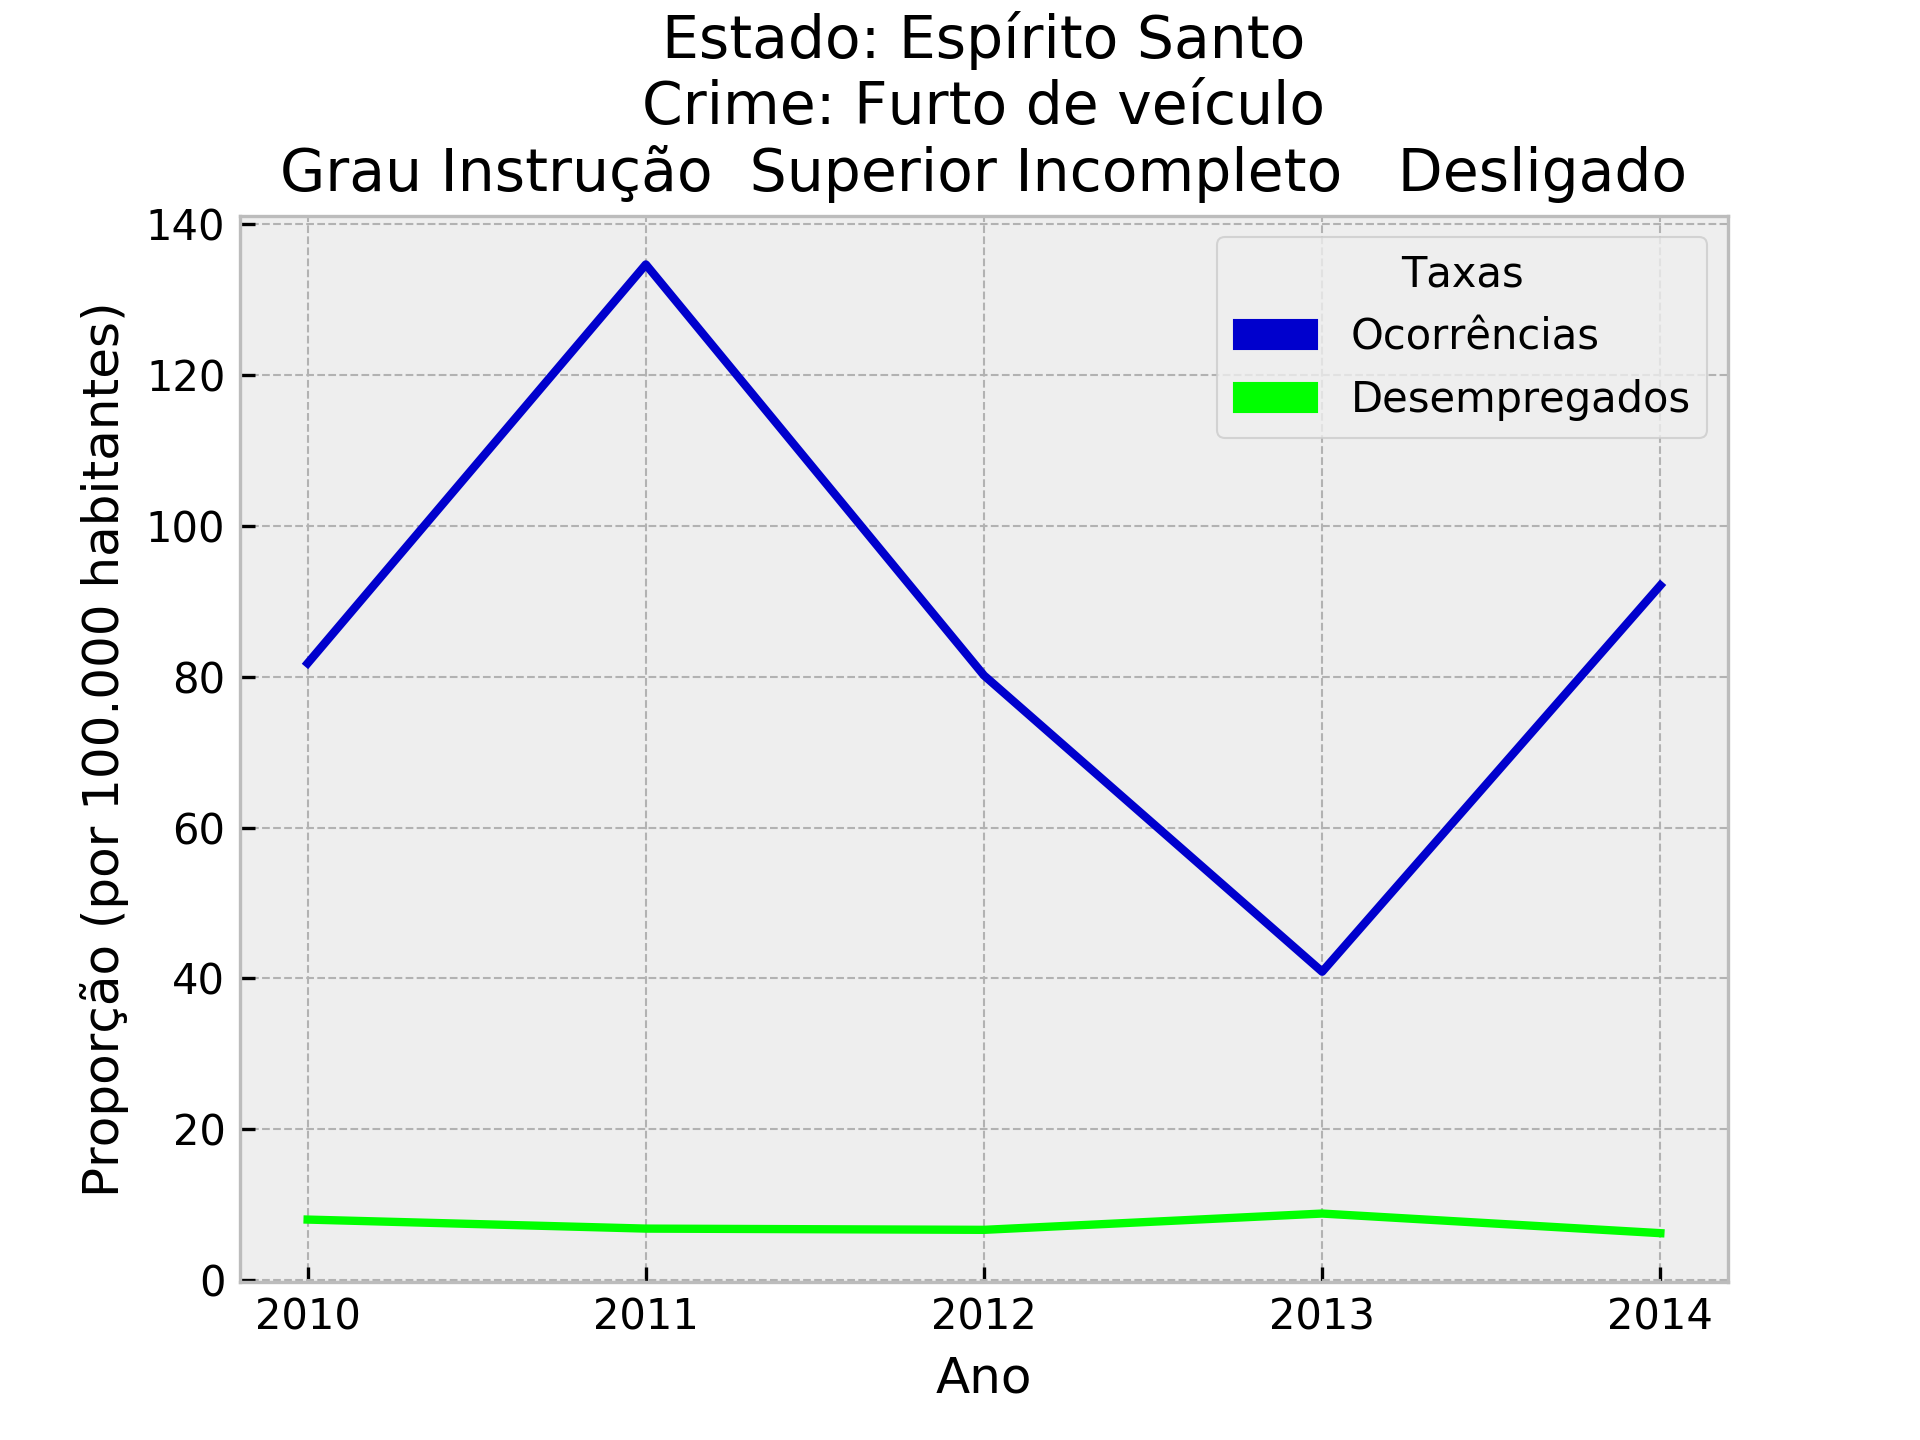 Estado: Espírito Santo
Crime: Furto de veículo
Grau Instrução  Superior Incompleto   Desligado
Proporção (por 100.000 habitantes)
140
120
100
80
60
40
20
0
Taxas
Ocorrências
Desempregados
2010 2011 2012 2013 2014
Ano